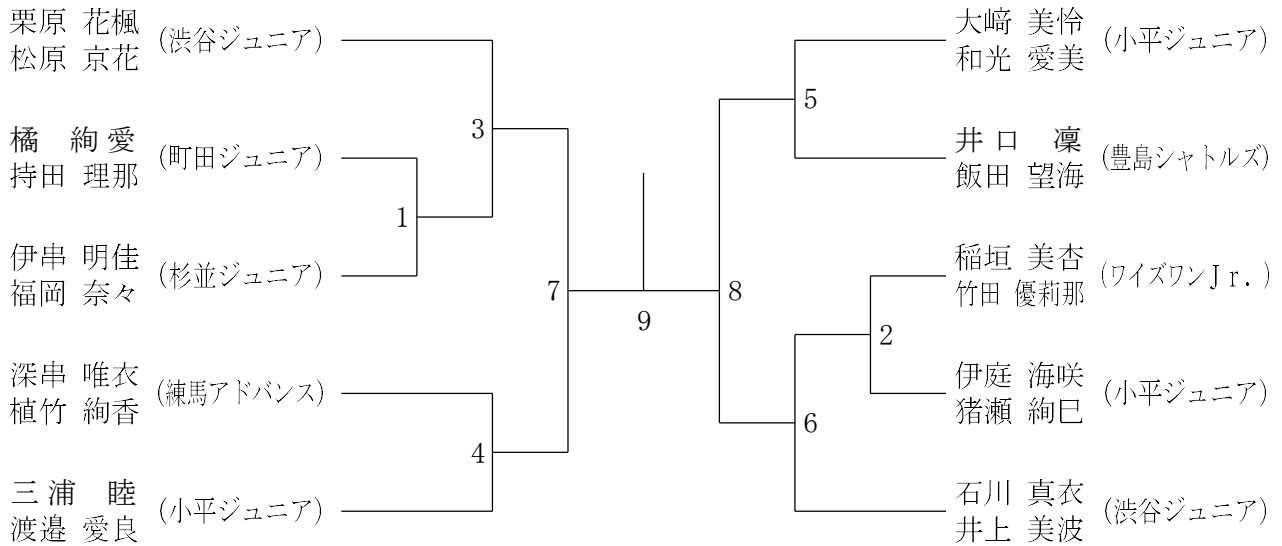 栗原 花楓
松原 京花
(渋谷ジュニア)
橘 絢愛
持田 理那
(町田ジュニア)
伊串 明佳
福岡 奈々
(杉並ジュニア)
深串 唯衣
植竹 絢香
(練馬アドバンス)
三浦 睦
渡邉 愛良
(小平ジュニア)
1
3
4
7
9
8
5
2
6
大﨑 美怜
和光 愛美
(小平ジュニア)
井口 凜
飯田 望海
(豊島シャトルズ)
稲垣 美杏
竹田 優莉那
(ワイズワンJr.)
伊庭 海咲
猪瀬 絢巳
(小平ジュニア)
石川 真衣
井上 美波
(渋谷ジュニア)